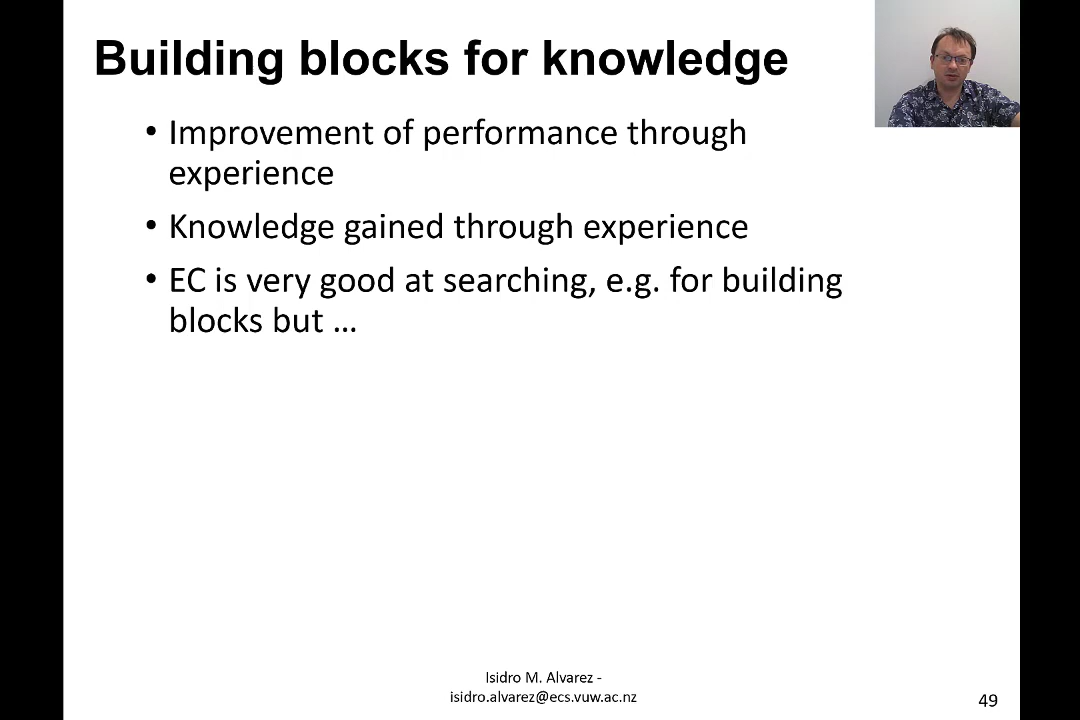 Building blocks for knowledge
• Improvement of performance through
experience
• Knowledge gained through experience
• EC is very good at searching, e.g. for building
blocks but …
Isidro M. Alvarez -
isidro.alvarez@ecs.vuw.ac.nz
49